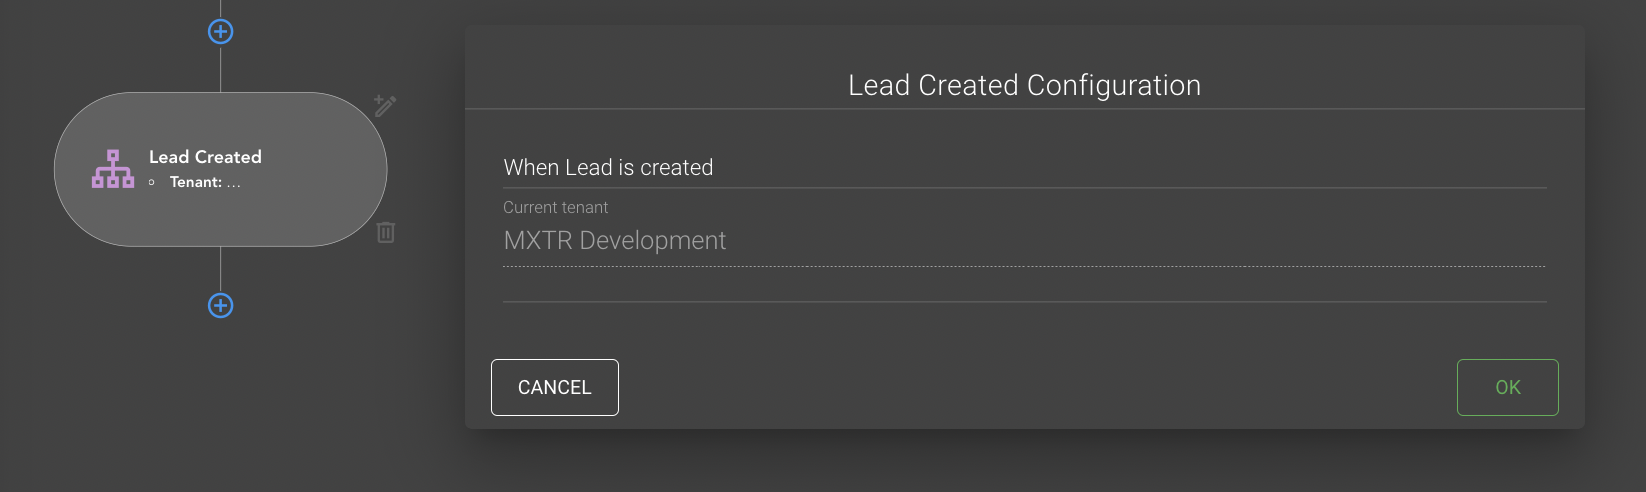 Lead Created
Tenant: ...
Lead Created Configuration
When Lead is created
Current tenant
MXTR Development
CANCEL
OK